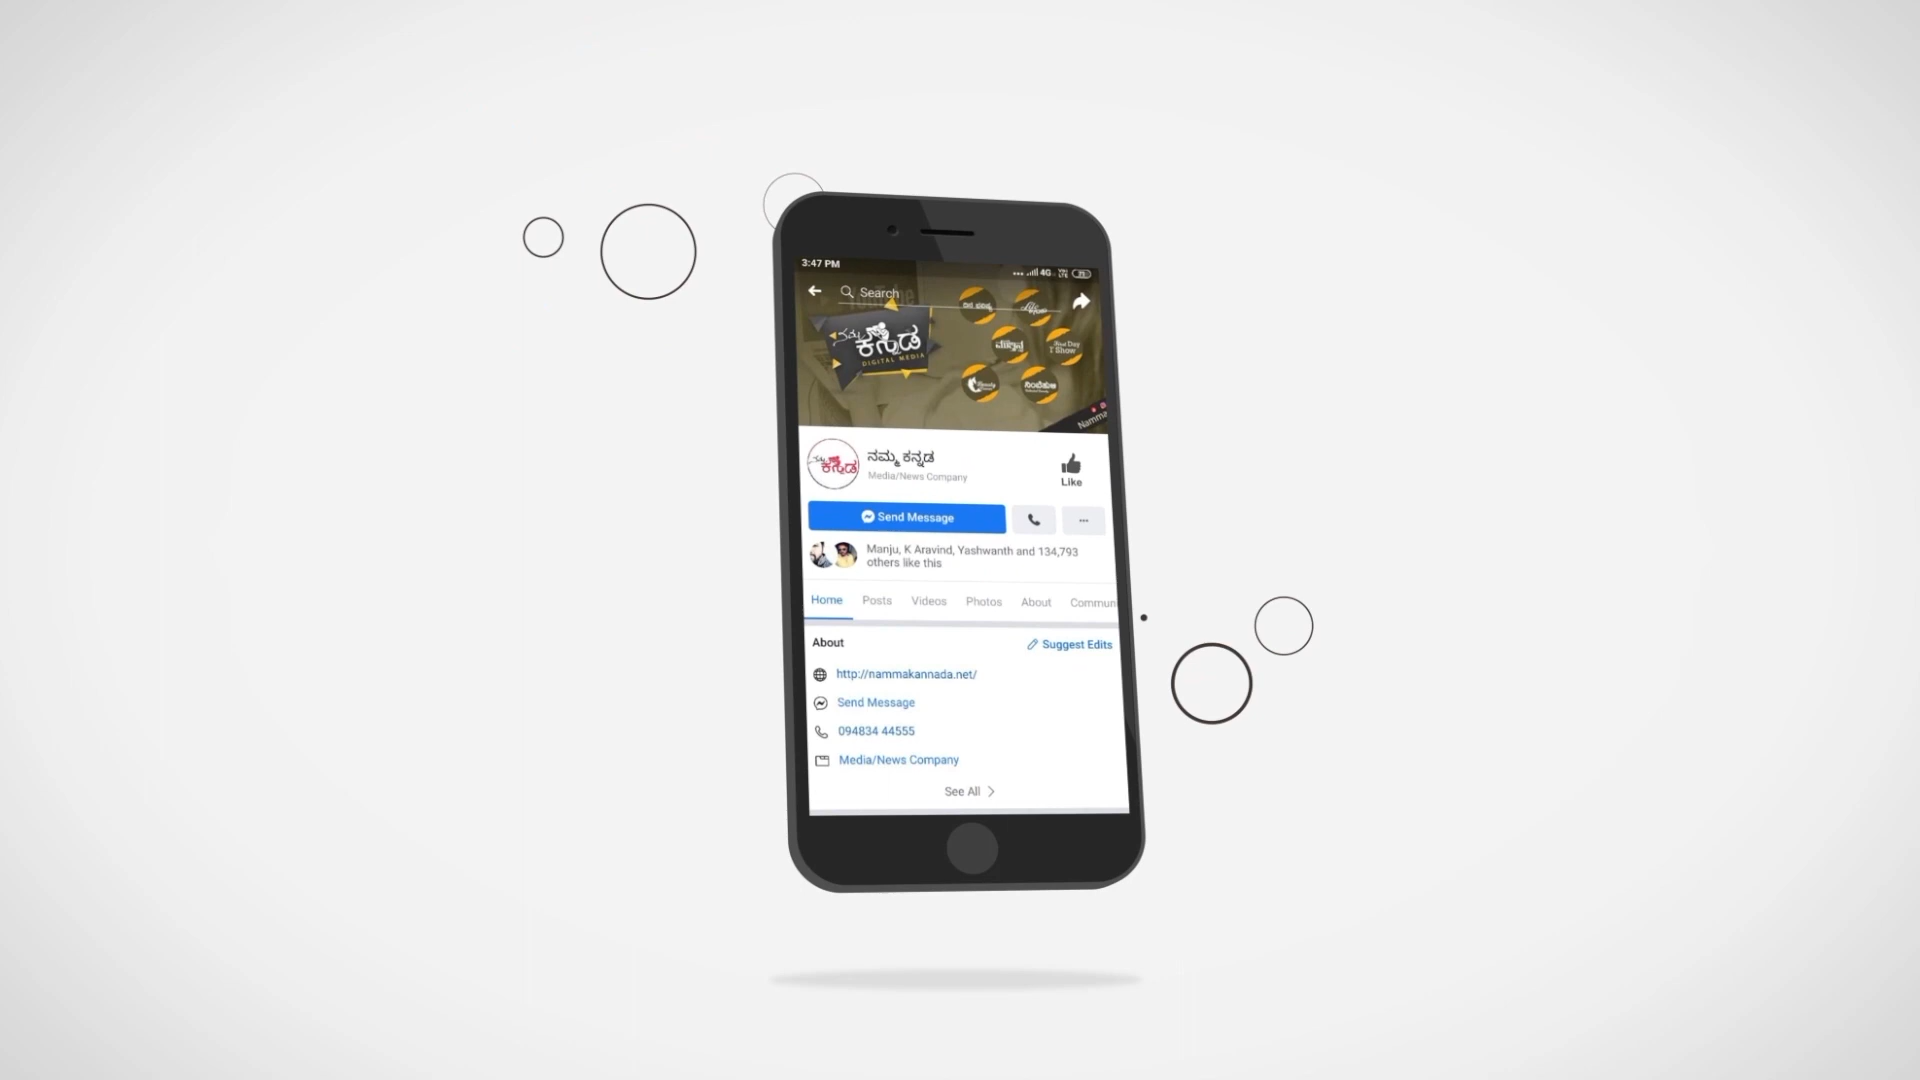 3:47 PM
4G
Search
ನಮ್ಮ
ಕನ್ನಡ
DIGITAL MEDIA
Namma
ನಮ್ಮ ಕನ್ನಡ
Media/News Company
Like
Send Message
Manju, K Aravind, Yashwanth and 134,793
others like this
Home Posts Videos Photos About Commun
About
Suggest Edits
http://nammakannada.net/
Send Message
094834 44555
Media/News Company
See All